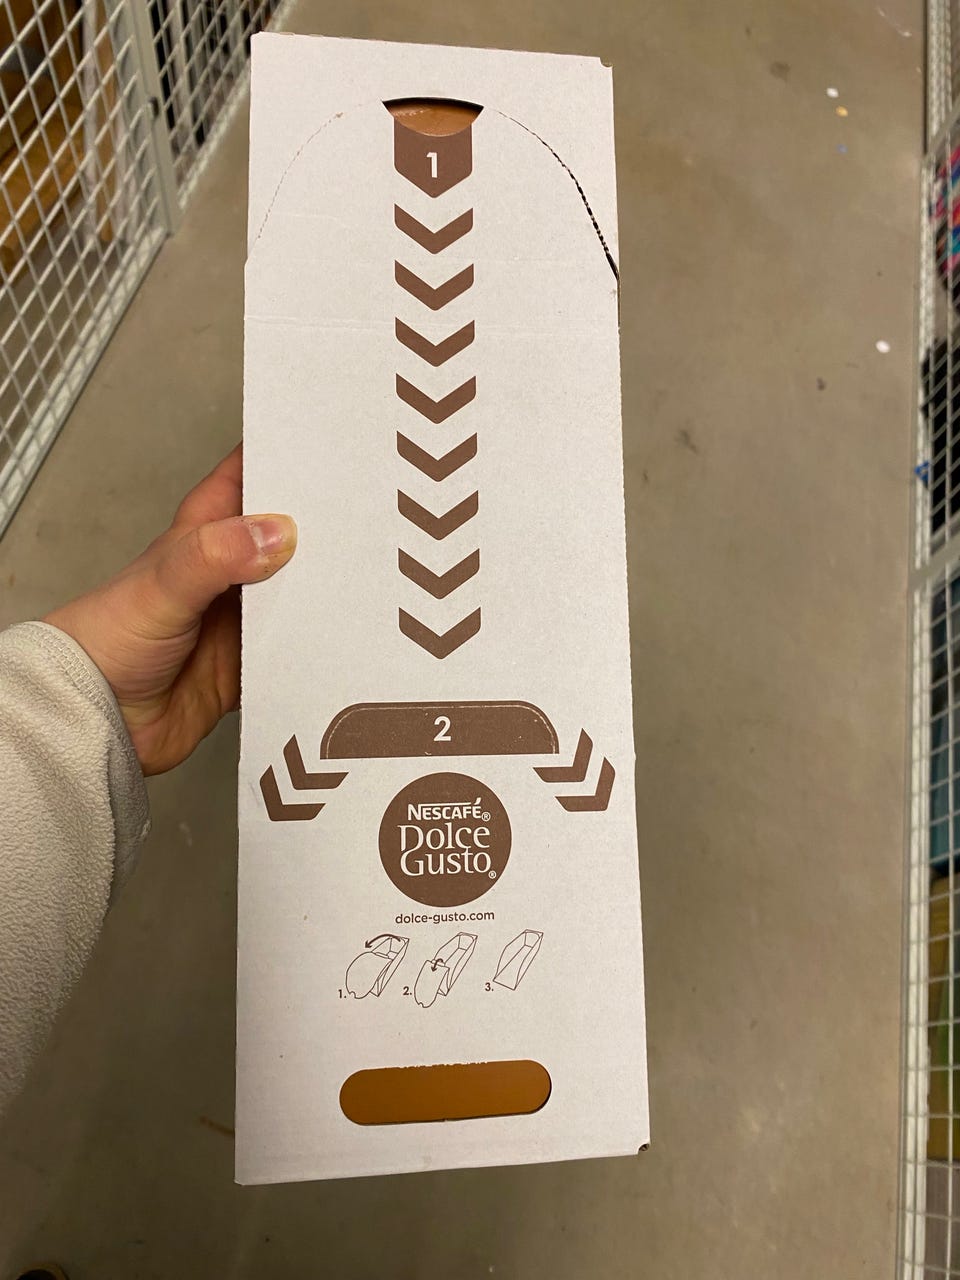 1
2
NESCAFÉ®
Dolce
Gusto®
dolce-gusto.com
1. 2. 3.